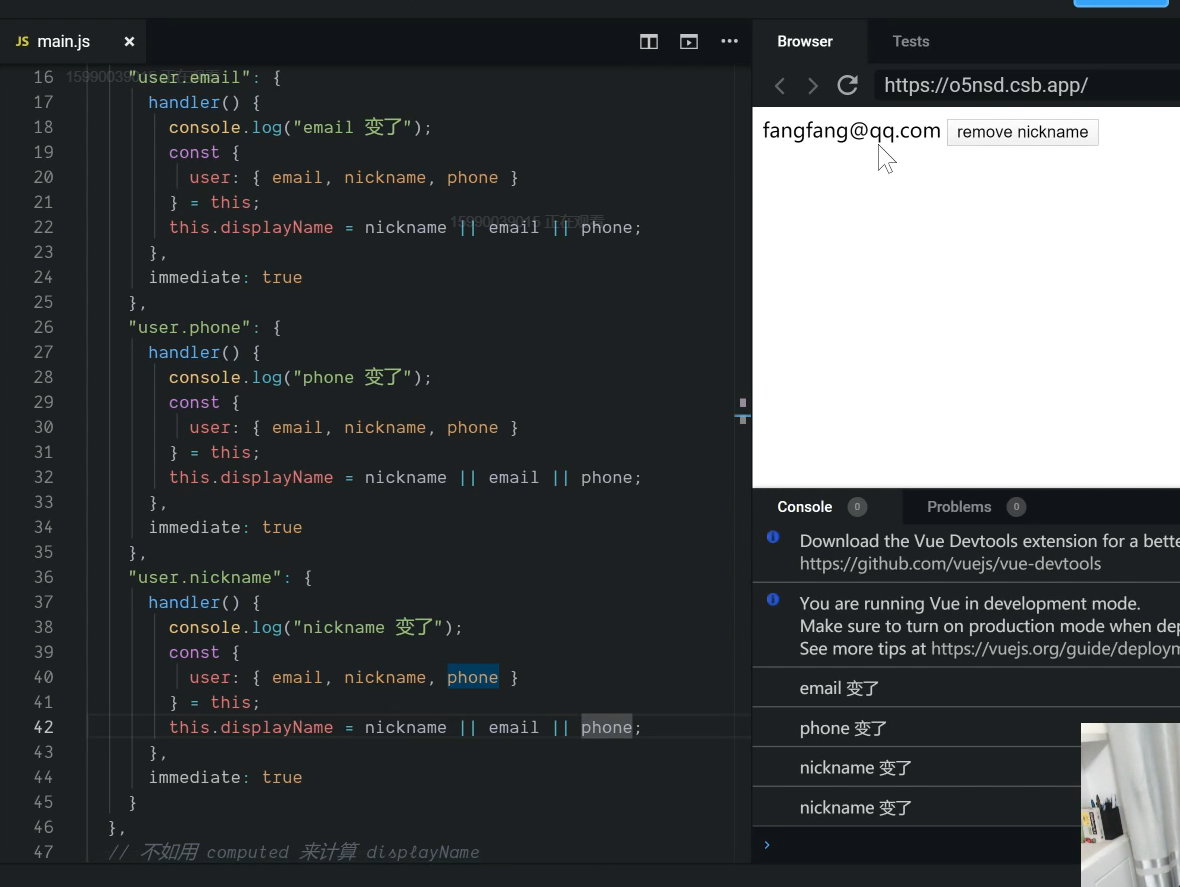 JS main.js ×
16 "user.email": {
17 handler() {
18 console.log("email 变了");
19 const {
20 user: { email, nickname, phone }
21 } = this;
22 this.displayName = nickname || email || phone;
23 },
24 immediate: true
25 },
26 "user.phone": {
27 handler() {
28 console.log("phone 变了");
29 const {
30 user: { email, nickname, phone }
31 } = this;
32 this.displayName = nickname || email || phone;
33 },
34 immediate: true
35 },
36 "user.nickname": {
37 handler() {
38 console.log("nickname 变了");
39 const {
40 user: { email, nickname, phone }
41 } = this;
42 this.displayName = nickname || email || phone;
43 },
44 immediate: true
45 }
46 },
47 // 不如用 computed 来计算 displayName
15990039015 正在观看
Browser Tests
https://o5nsd.csb.app/
fangfang@qq.com remove nickname
Console 0 Problems 0
Download the Vue Devtools extension for a bette
https://github.com/vuejs/vue-devtools
You are running Vue in development mode.
Make sure to turn on production mode when dep
See more tips at https://vuejs.org/guide/deploym
email 变了
phone 变了
nickname 变了
nickname 变了